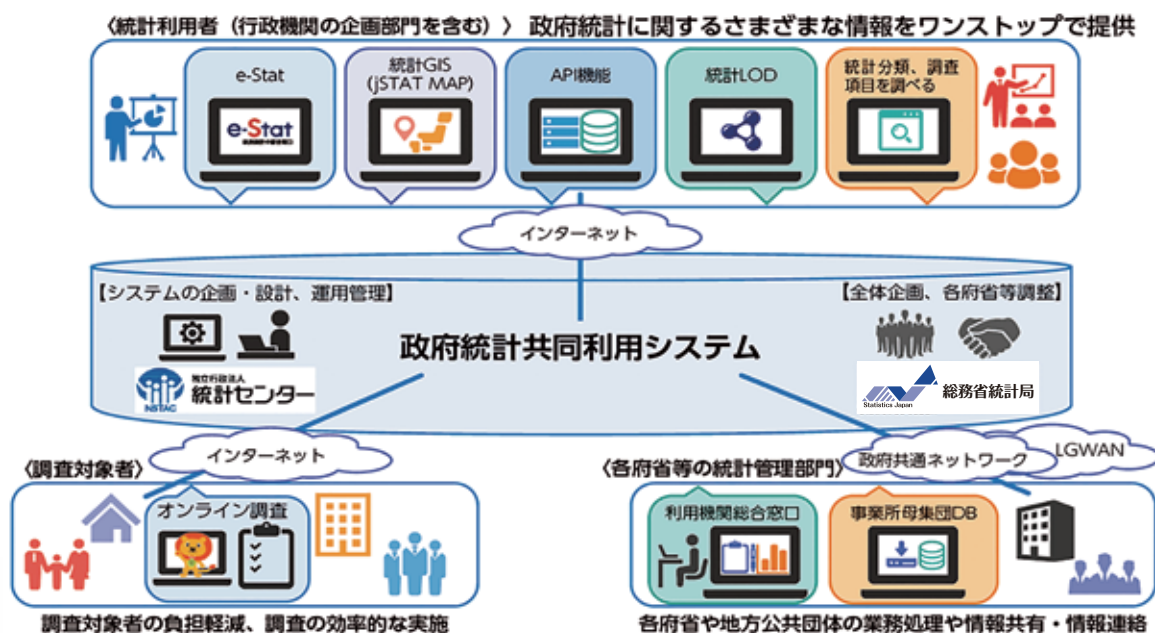 〈統計利用者（行政機関の企画部門を含む）〉 政府統計に関するさまざまな情報をワンストップで提供
e-Stat
統計GIS
(jSTAT MAP)
API機能
統計LOD
統計分類、調査
項目を調べる
e-Stat
インターネット
【システムの企画・設計、運用管理】
【全体企画、各府省等調整】
政府統計共同利用システム
NSTAC
独立行政法人
統計センター
Statistics Japan
総務省統計局
インターネット
政府共通ネットワーク
LGWAN
〈調査対象者〉
〈各府省等の統計管理部門〉
オンライン調査
利用機関総合窓口
事業所母集団DB
調査対象者の負担軽減、調査の効率的な実施
各府省や地方公共団体の業務処理や情報共有・情報連絡